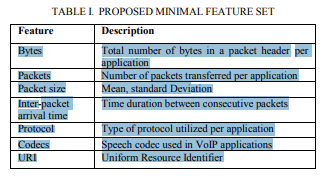 TABLE I. PROPOSED MINIMAL FEATURE SET
Feature Description
Bytes Total number of bytes in a packet header per
application
Packets Number of packets transferred per application
Packet size Mean, standard Deviation
Inter-packet Time duration between consecutive packets
arrival time
Protocol Type of protocol utilized per application
Codecs Speech codec used in VoIP applications
URI Uniform Resource Identifier